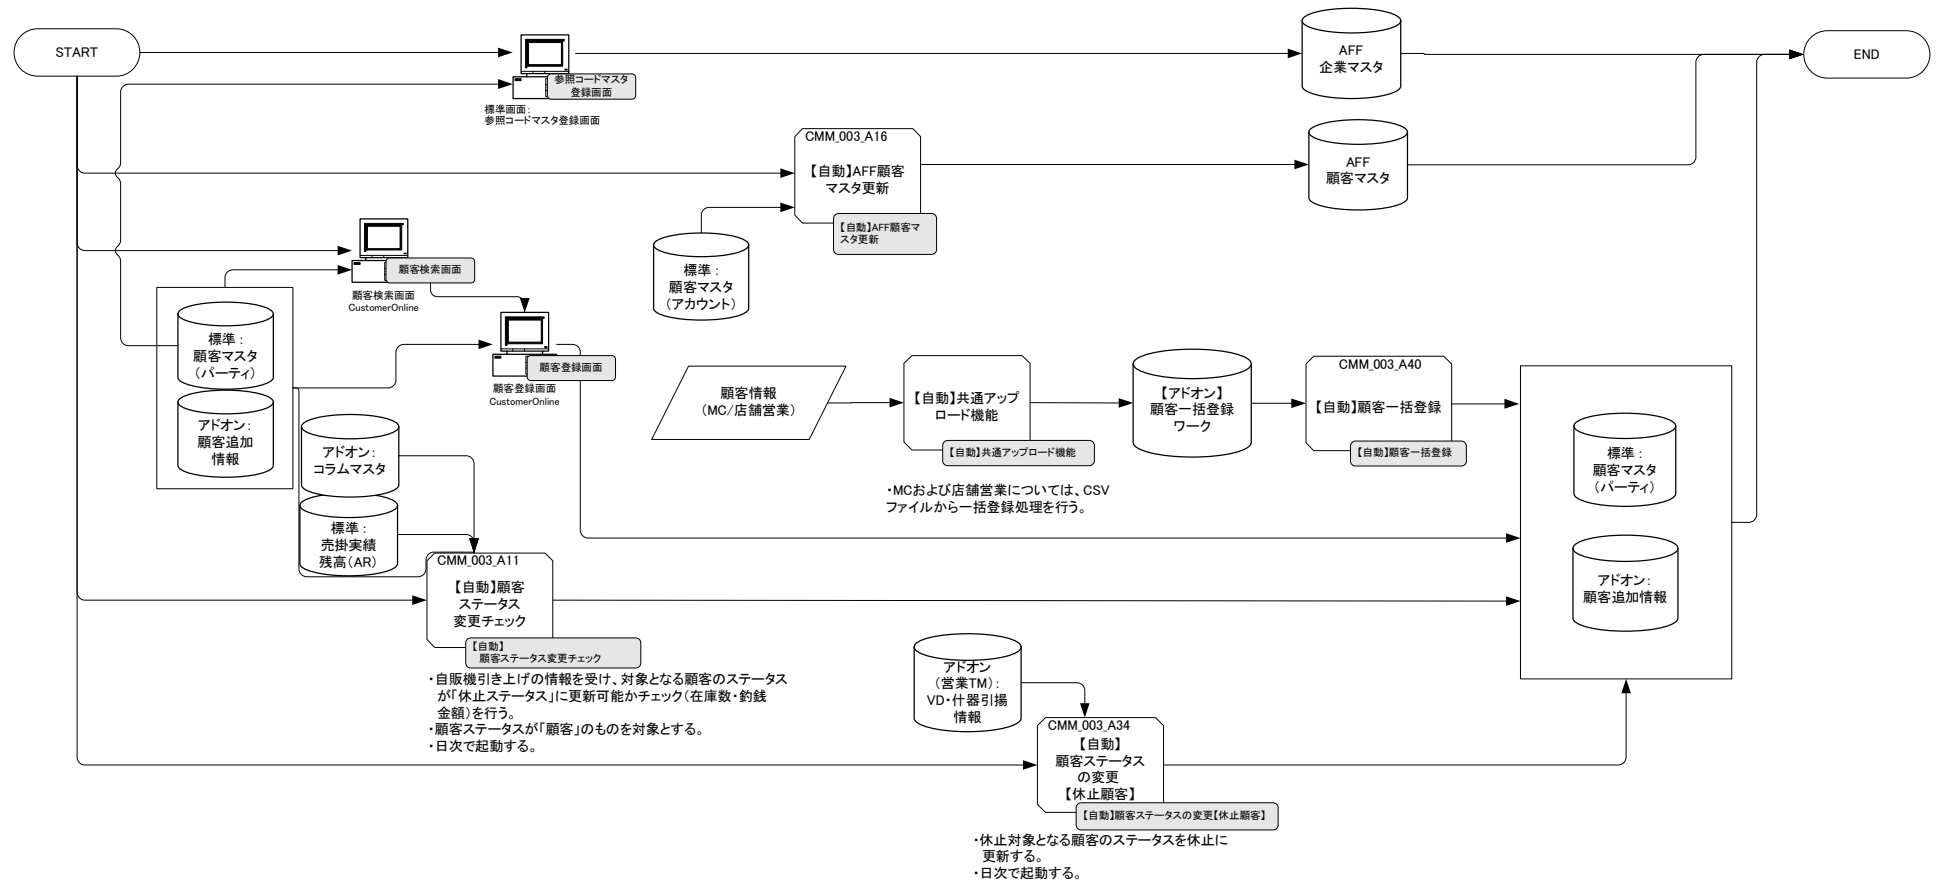 START
参照コードマスタ
登録画面
標準画面：
参照コードマスタ登録画面
AFF
企業マスタ
END
CMM_003_A16
【自動】AFF顧客
マスタ更新
【自動】AFF顧客マ
スタ更新
AFF
顧客マスタ
標準：
顧客マスタ
（アカウント）
顧客検索画面
顧客検索画面
CustomerOnline
標準：
顧客マスタ
（パーティ）
アドオン：
顧客追加
情報
顧客登録画面
顧客登録画面
CustomerOnline
アドオン：
コラムマスタ
標準：
売掛実績
残高（AR）
顧客情報
（MC/店舗営業）
【自動】共通アップ
ロード機能
【自動】共通アップロード機能
・MCおよび店舗営業については、CSV
ファイルから一括登録処理を行う。
【アドオン】
顧客一括登録
ワーク
CMM_003_A40
【自動】顧客一括登録
【自動】顧客一括登録
標準：
顧客マスタ
（パーティ）
アドオン：
顧客追加情報
CMM_003_A11
【自動】顧客
ステータス
変更チェック
【自動】
顧客ステータス変更チェック
・自販機引き上げの情報を受け、対象となる顧客のステータス
が「休止ステータス」に更新可能かチェック（在庫数・釣銭
金額）を行う。
・顧客ステータスが「顧客」のものを対象とする。
・日次で起動する。
アドオン
（営業TM）：
VD・什器引揚
情報
CMM_003_A34
【自動】
顧客ステータス
の変更
【休止顧客】
【自動】顧客ステータスの変更【休止顧客】
・休止対象となる顧客のステータスを休止に
更新する。
・日次で起動する。